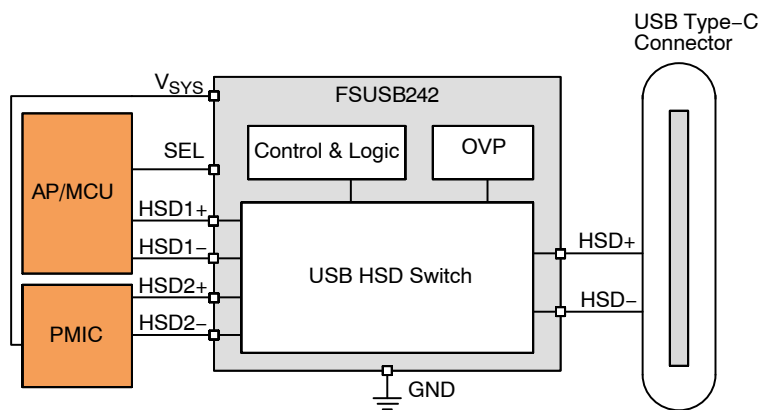 USB Type−C
Connector
VSYS
FSUSB242
SEL
Control & Logic
OVP
AP/MCU
HSD1+
HSD1−
HSD2+
HSD2−
PMIC
USB HSD Switch
HSD+
HSD−
GND